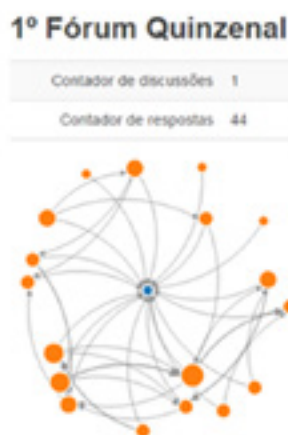 1º Fórum Quinzenal
Contador de discussões 1
Contador de respostas 44